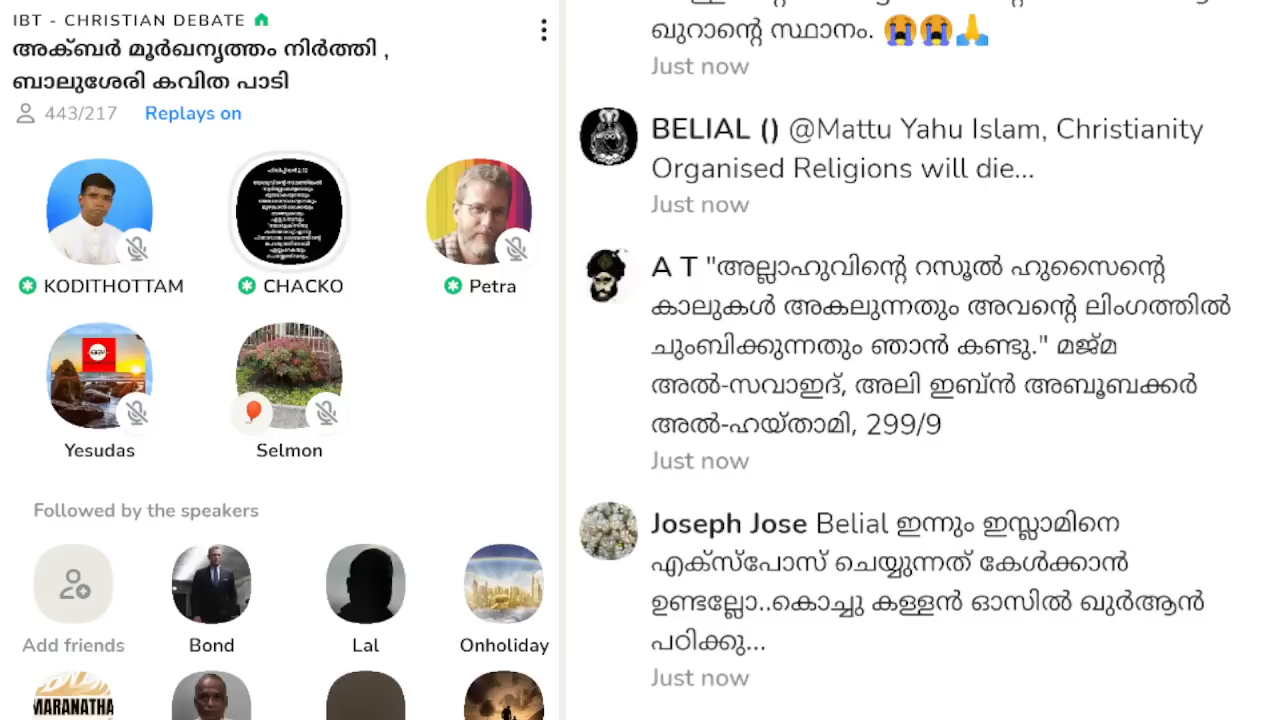 IBT - CHRISTIAN DEBATE
അക്ബർ മൂർഖനൃത്തം നിർത്തി ,
ബാലുശേരി കവിത പാടി
443/217 Replays on
KODITHOTTAM
CHACKO
Petra
Yesudas
Selmon
Followed by the speakers
Add friends
Bond
Lal
Onholiday
MARANATHA
ഖുറാന്റെ സ്ഥാനം. 😭😭🙏
Just now
BELIAL () @Mattu Yahu Islam, Christianity
Organised Religions will die...
Just now
A T "അല്ലാഹുവിന്റെ റസൂൽ ഹുസൈന്റെ
കാലുകൾ അകലുന്നതും അവന്റെ ലിംഗത്തിൽ
ചുംബിക്കുന്നതും ഞാൻ കണ്ടു." മജ്മ
അൽ-സവാഇദ്, അലി ഇബ്ൻ അബൂബക്കർ
അൽ-ഹയ്താമി, 299/9
Just now
Joseph Jose Belial ഇന്നും ഇസ്ലാമിനെ
എക്സ്പോസ് ചെയ്യുന്നത് കേൾക്കാൻ
ഉണ്ടല്ലോ..കൊച്ചു കള്ളൻ ഓസിൽ ഖുർആൻ
പഠിക്കു...
Just now